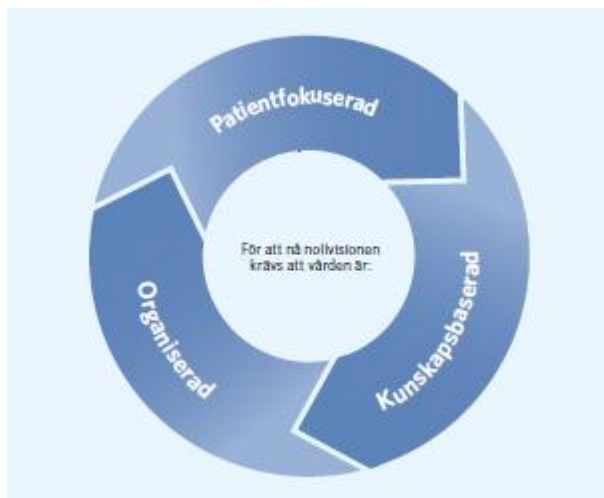 Patientfokuserad
För att nå nollvisionen
krävs att vården är:
Kunskapsbaserad
Organiserad